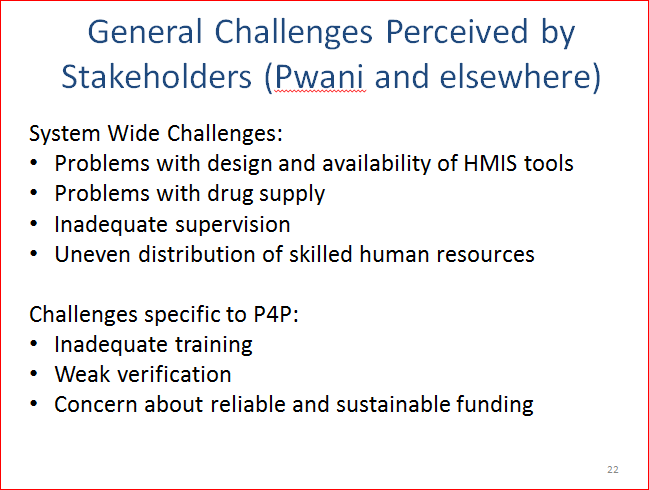 General Challenges Perceived by
Stakeholders (Pwani and elsewhere)
System Wide Challenges:
• Problems with design and availability of HMIS tools
• Problems with drug supply
• Inadequate supervision
• Uneven distribution of skilled human resources
Challenges specific to P4P:
• Inadequate training
• Weak verification
• Concern about reliable and sustainable funding
22